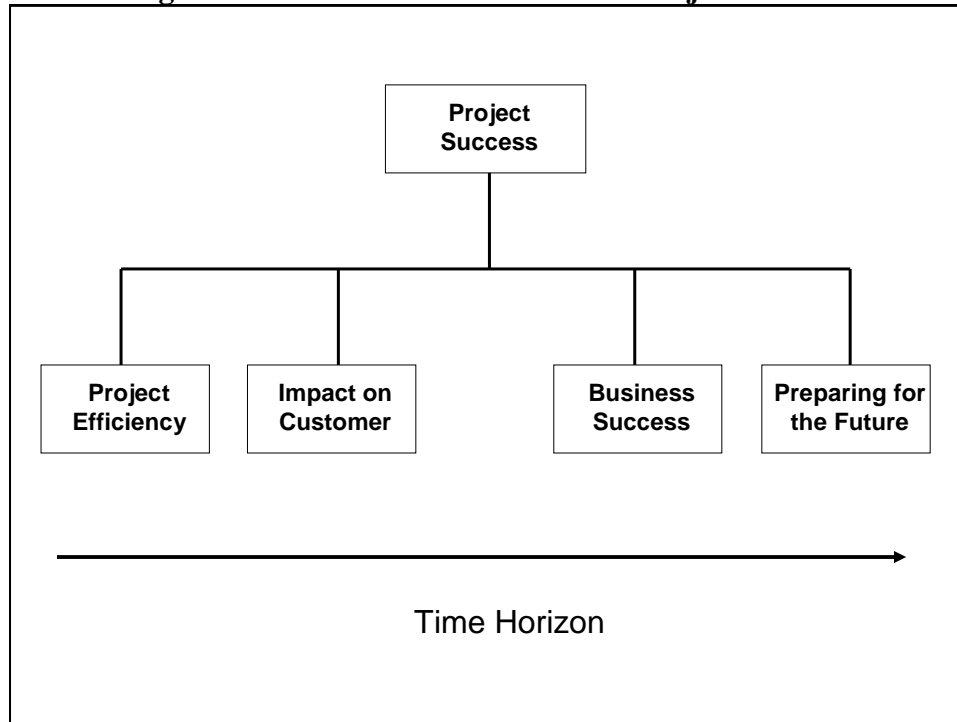 Project
Success
Project
Efficiency
Impact on
Customer
Business
Success
Preparing for
the Future
Time Horizon